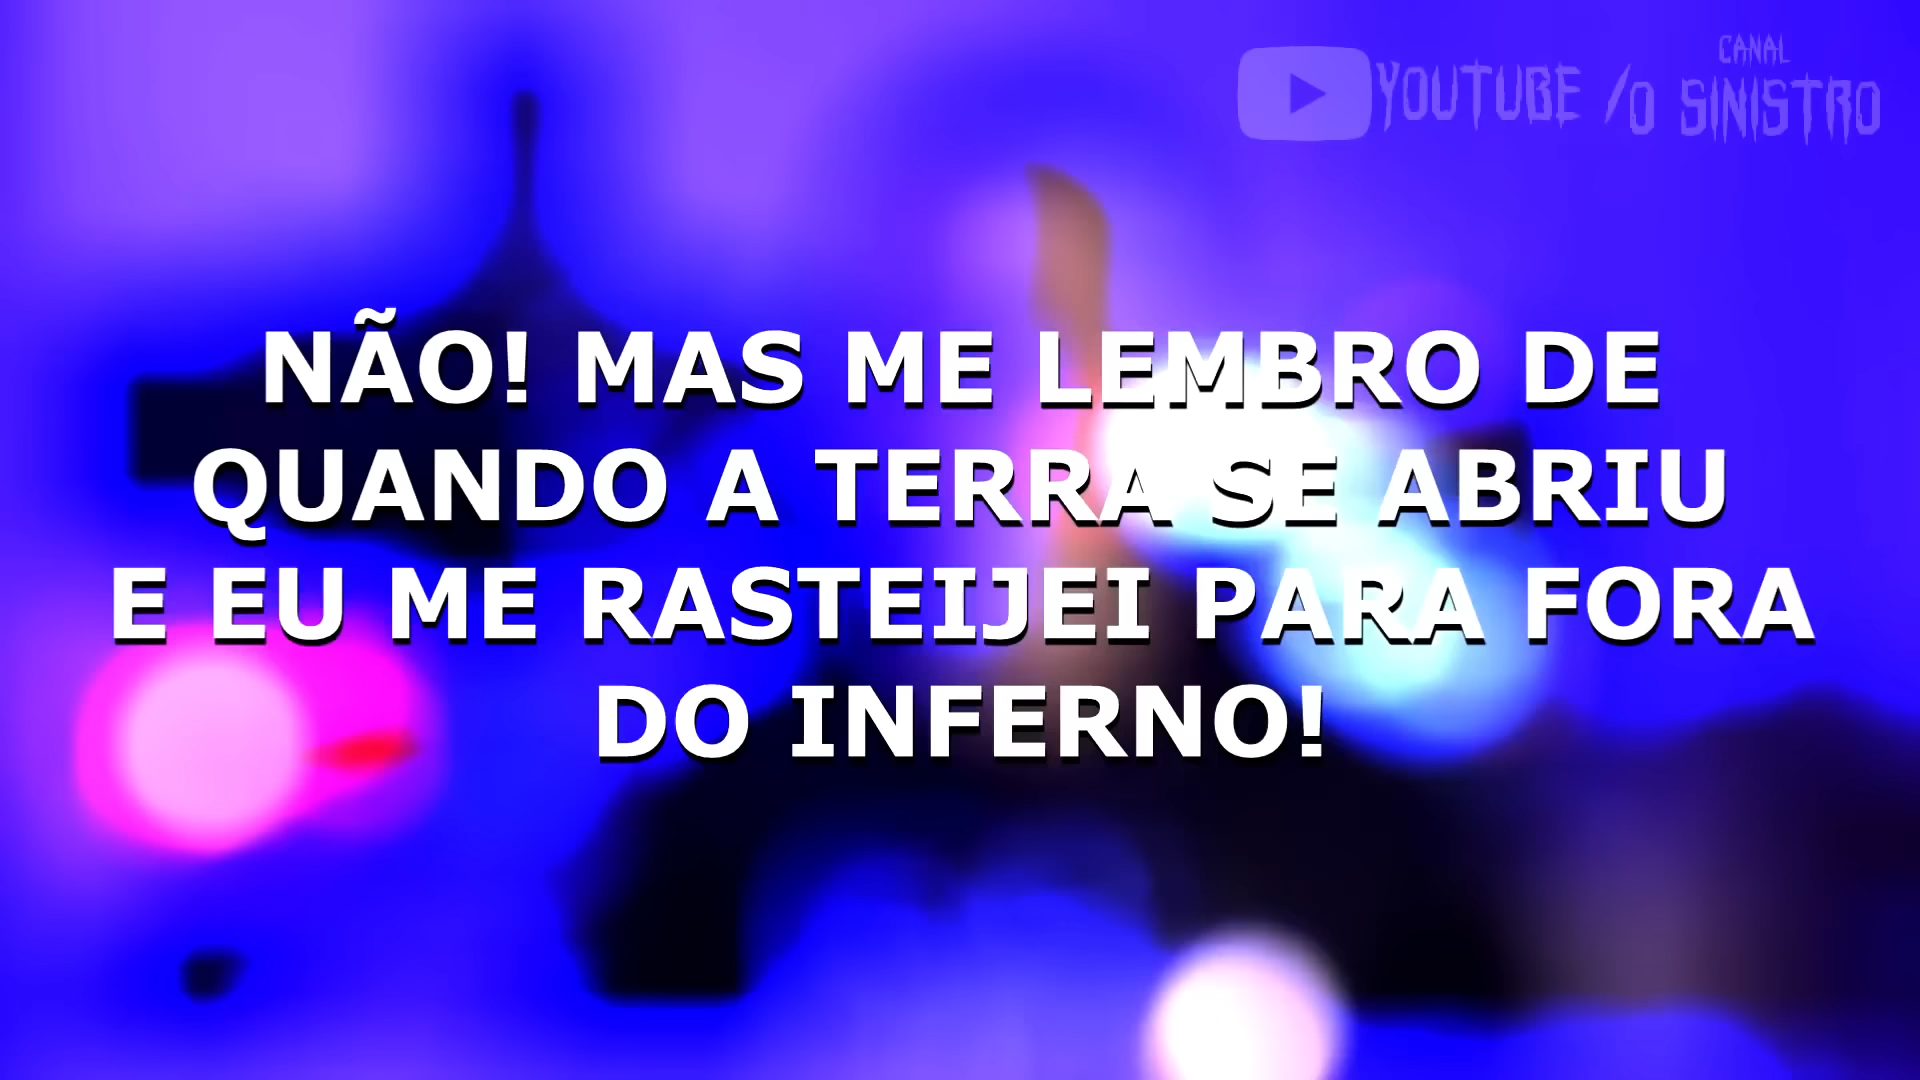 CANAL
YOUTUBE /O SINISTRO
NÃO! MAS ME LEMBRO DE
QUANDO A TERRA SE ABRIU
E EU ME RASTEIJEI PARA FORA
DO INFERNO!